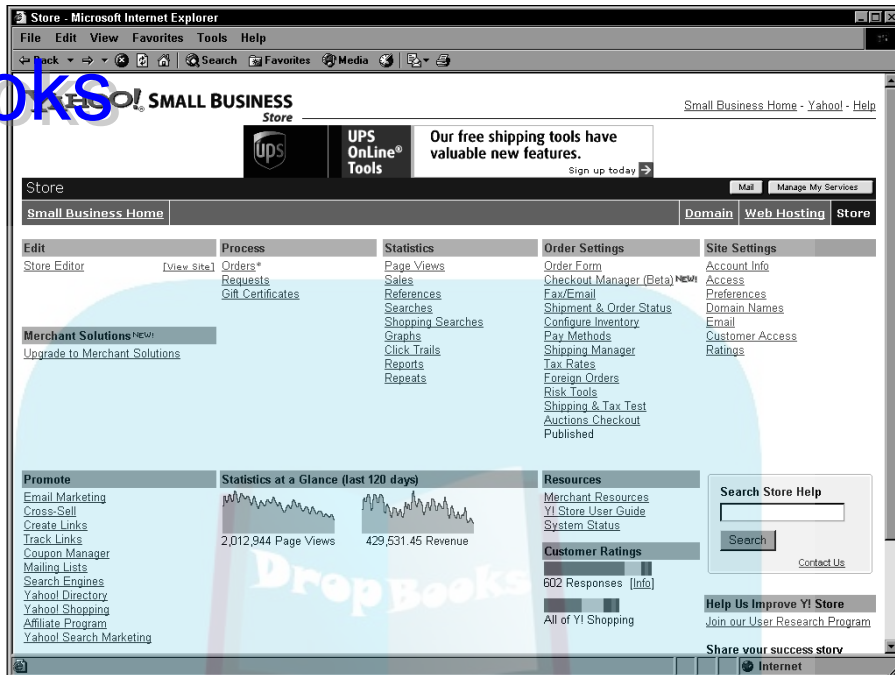 Store - Microsoft Internet Explorer
File Edit View Favorites Tools Help
Back Search Favorites Media
oks
YAHOO! SMALL BUSINESS
Store
Small Business Home - Yahoo! - Help
ups
UPS OnLine® Tools
Our free shipping tools have valuable new features.
Sign up today
Store
Mail Manage My Services
Small Business Home Domain Web Hosting Store
Edit
Store Editor [View Site]
Merchant Solutions NEW!
Upgrade to Merchant Solutions
Process
Orders*
Requests
Gift Certificates
Statistics
Page Views
Sales
References
Searches
Shopping Searches
Graphs
Click Trails
Reports
Repeats
Order Settings
Order Form
Checkout Manager (Beta) NEW!
Fax/Email
Shipment & Order Status
Configure Inventory
Pay Methods
Shipping Manager
Tax Rates
Foreign Orders
Risk Tools
Shipping & Tax Test
Auctions Checkout
Published
Site Settings
Account Info
Access
Preferences
Domain Names
Email
Customer Access
Ratings
Promote
Email Marketing
Cross-Sell
Create Links
Track Links
Coupon Manager
Mailing Lists
Search Engines
Yahoo! Directory
Yahoo! Shopping
Affiliate Program
Yahoo! Search Marketing
Statistics at a Glance (last 120 days)
2,012,944 Page Views 429,531.45 Revenue
DropBooks
Resources
Merchant Resources
Y! Store User Guide
System Status
Customer Ratings
602 Responses [Info]
All of Y! Shopping
Search Store Help
Search
Contact Us
Help Us Improve Y! Store
Join our User Research Program
Share your success story
Internet